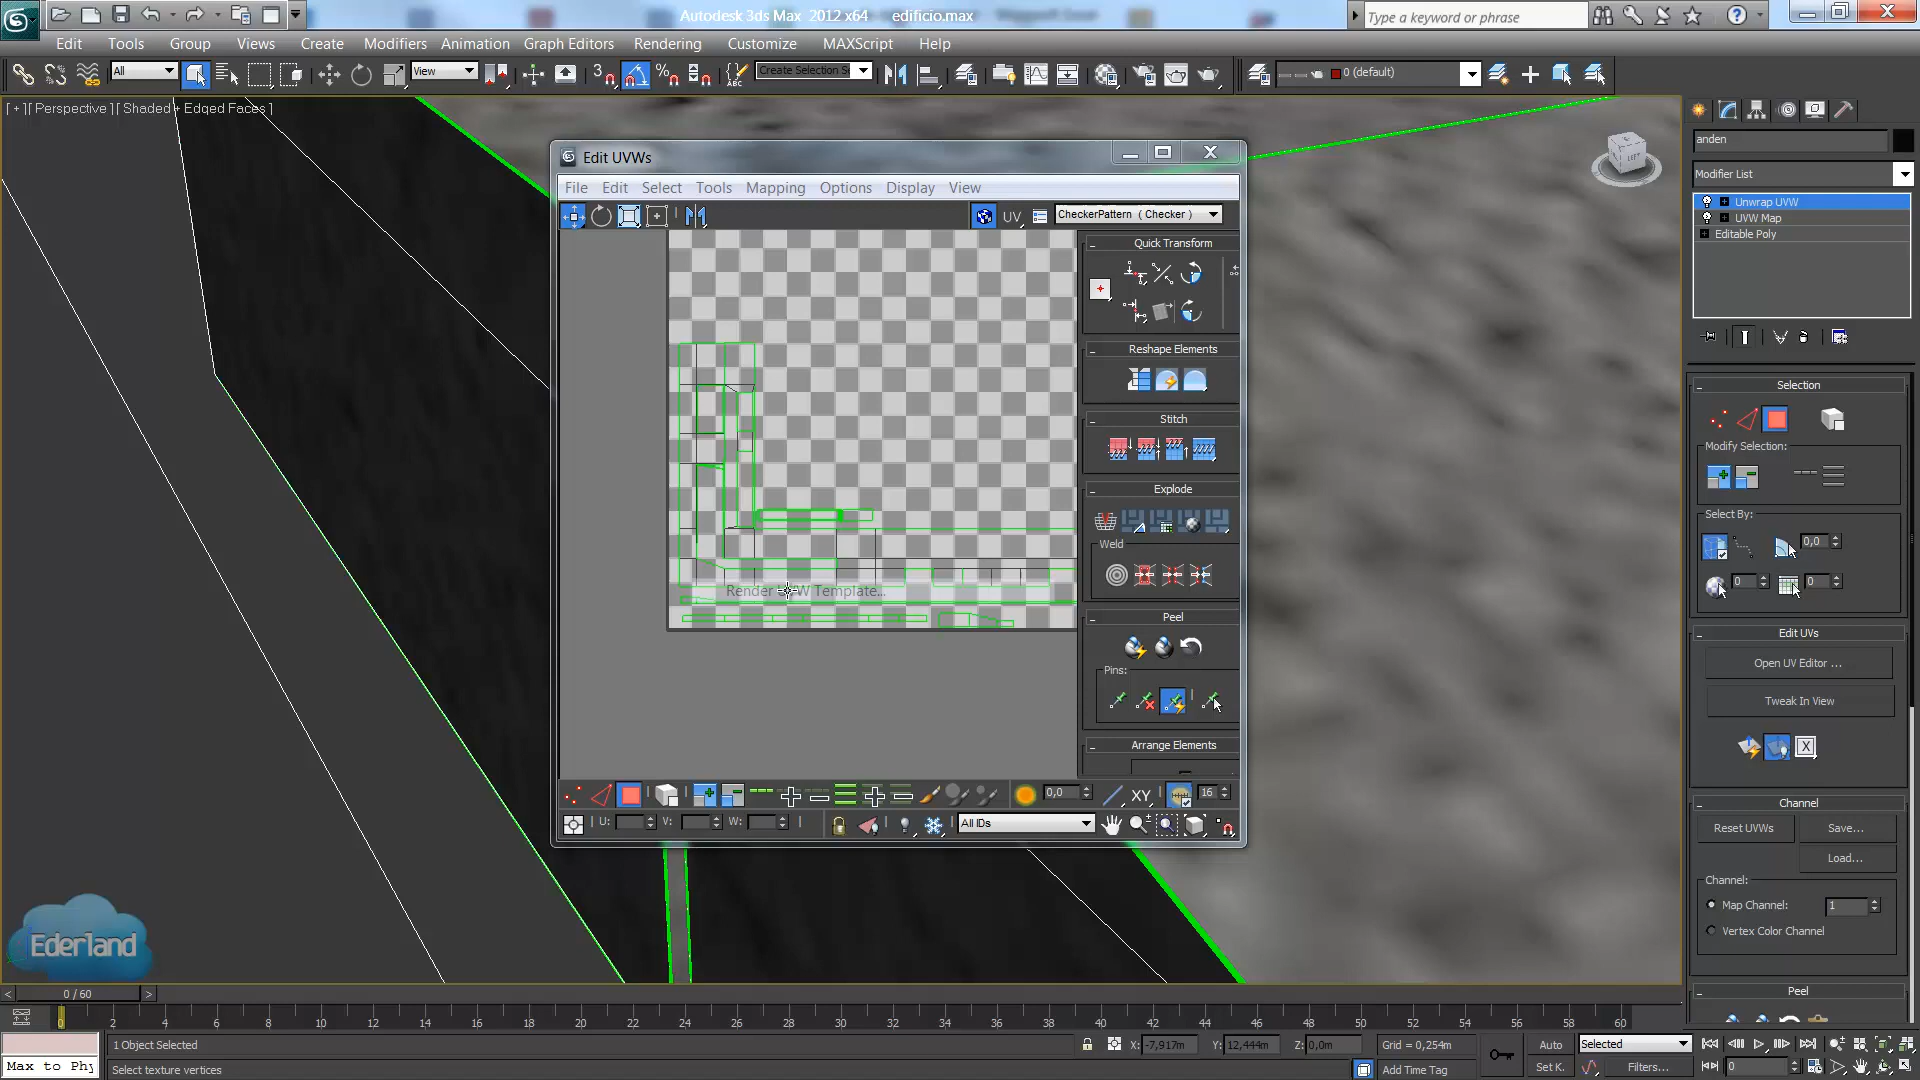 Autodesk 3ds Max 2012 x64 edificio.max
Type a keyword or phrase
Edit Tools Group Views Create Modifiers Animation Graph Editors Rendering Customize MAXScript Help
All
View
3
Create Selection S
0 (default)
[ + ][ Perspective ][ Shaded + Edged Faces ]
LEFT
anden
Modifier List
Unwrap UVW
UVW Map
Editable Poly
Edit UVWs
File Edit Select Tools Mapping Options Display View
UV
CheckerPattern ( Checker )
Quick Transform
Reshape Elements
Stitch
Explode
Weld
Peel
Pins:
Arrange Elements
Render UVW Template...
0,0
XY
16
U: V: W:
All IDs
Selection
Modify Selection:
Select By:
0,0
0
0
Edit UVs
Open UV Editor ...
Tweak In View
Channel
Reset UVWs
Save...
Load...
Channel:
Map Channel: 1
Vertex Color Channel
Peel
Ederland
0 / 60
0 2 4 6 8 10 12 14 16 18 20 22 24 26 28 30 32 34 36 38 40 42 44 46 48 50 52 54 56 58 60
1 Object Selected
X: -7,917m Y: 12,444m Z: 0,0m
Grid = 0,254m
Auto
Selected
Max to Phy
Select texture vertices
Add Time Tag
Set K.
Filters...
0